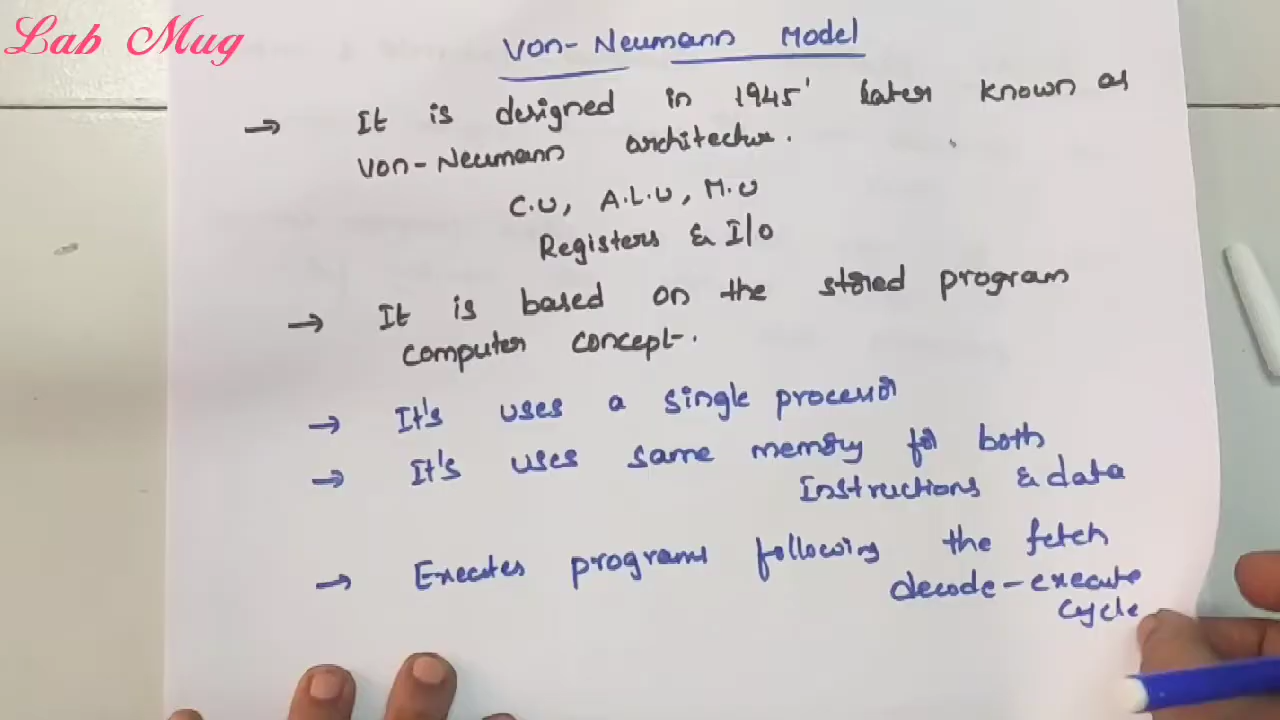 Lab Mug
Von-Neumann Model
→ It is designed in 1945' later known as
Von-Neumann architecture.
C.U, A.L.U, M.U
Registers & I/O
→ It is based on the stored program
computer concept.
→ It's uses a single processor
→ It's uses same memory for both
Instructions & data
→ Executes programs following the fetch
decode-execute
cycle